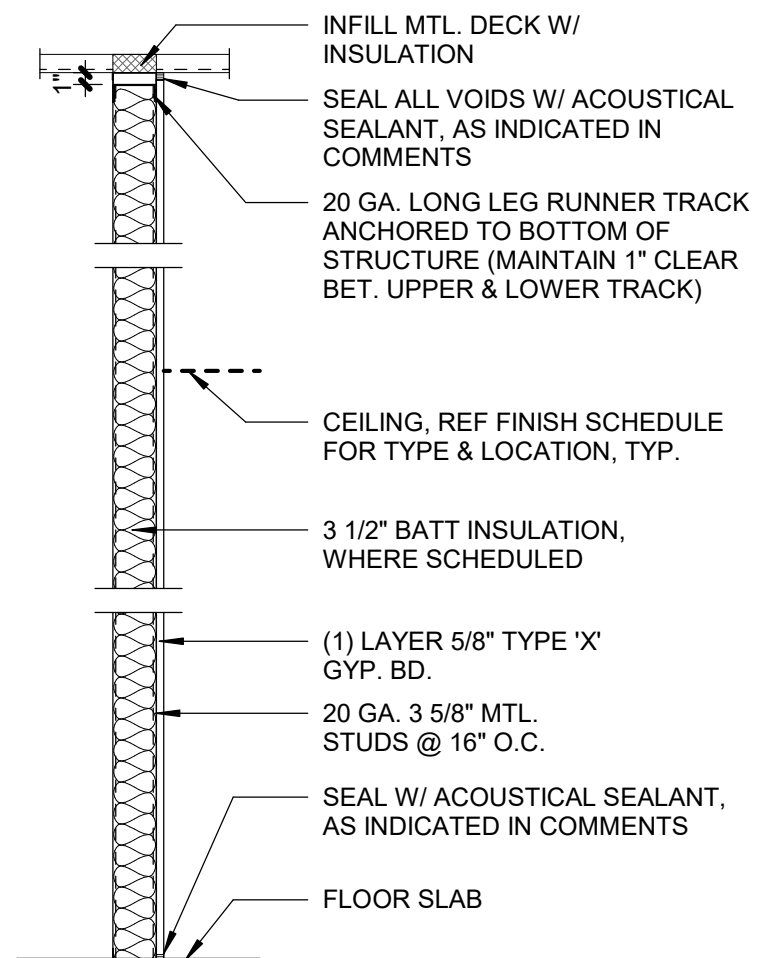 INFILL MTL. DECK W/
INSULATION
1"
SEAL ALL VOIDS W/ ACOUSTICAL
SEALANT, AS INDICATED IN
COMMENTS
20 GA. LONG LEG RUNNER TRACK
ANCHORED TO BOTTOM OF
STRUCTURE (MAINTAIN 1" CLEAR
BET. UPPER & LOWER TRACK)
CEILING, REF FINISH SCHEDULE
FOR TYPE & LOCATION, TYP.
3 1/2" BATT INSULATION,
WHERE SCHEDULED
(1) LAYER 5/8" TYPE 'X'
GYP. BD.
20 GA. 3 5/8" MTL.
STUDS @ 16" O.C.
SEAL W/ ACOUSTICAL SEALANT,
AS INDICATED IN COMMENTS
FLOOR SLAB